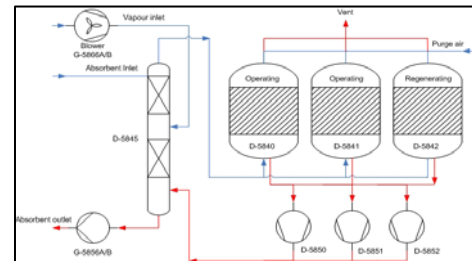 Vapour inlet
Vent
Blower
G-5866A/B
Purge air
Absorbent Inlet
Operating
Operating
Regenerating
D-5845
D-5840
D-5841
D-5842
Absorbent outlet
G-5856A/B
D-5850
D-5851
D-5852